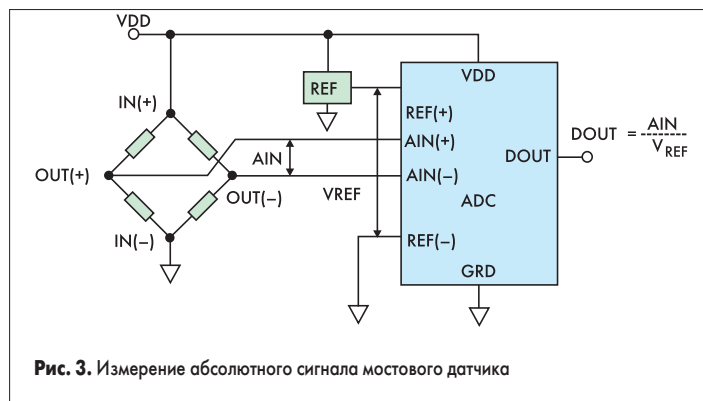 VDD
IN(+)
REF
VDD
REF(+)
AIN(+)
AIN
DOUT
DOUT = AIN
VREF
OUT(+)
OUT(–)
VREF
AIN(–)
ADC
IN(–)
REF(–)
GRD
Рис. 3. Измерение абсолютного сигнала мостового датчика